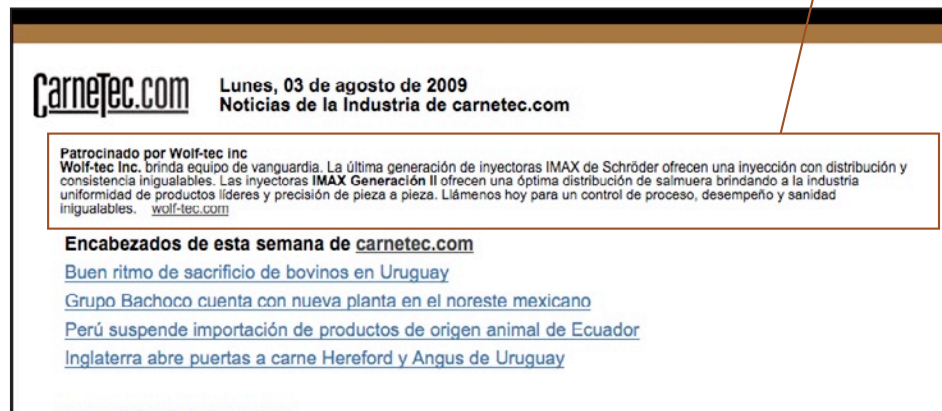 CarneTec.com
Lunes, 03 de agosto de 2009
Noticias de la Industria de carnetec.com
Patrocinado por Wolf-tec inc
Wolf-tec Inc. brinda equipo de vanguardia. La última generación de inyectoras IMAX de Schröder ofrecen una inyección con distribución y
consistencia inigualables. Las inyectoras IMAX Generación II ofrecen una óptima distribución de salmuera brindando a la industria
uniformidad de productos líderes y precisión de pieza a pieza. Llámenos hoy para un control de proceso, desempeño y sanidad
inigualables. wolf-tec.com
Encabezados de esta semana de carnetec.com
Buen ritmo de sacrificio de bovinos en Uruguay
Grupo Bachoco cuenta con nueva planta en el noreste mexicano
Perú suspende importación de productos de origen animal de Ecuador
Inglaterra abre puertas a carne Hereford y Angus de Uruguay